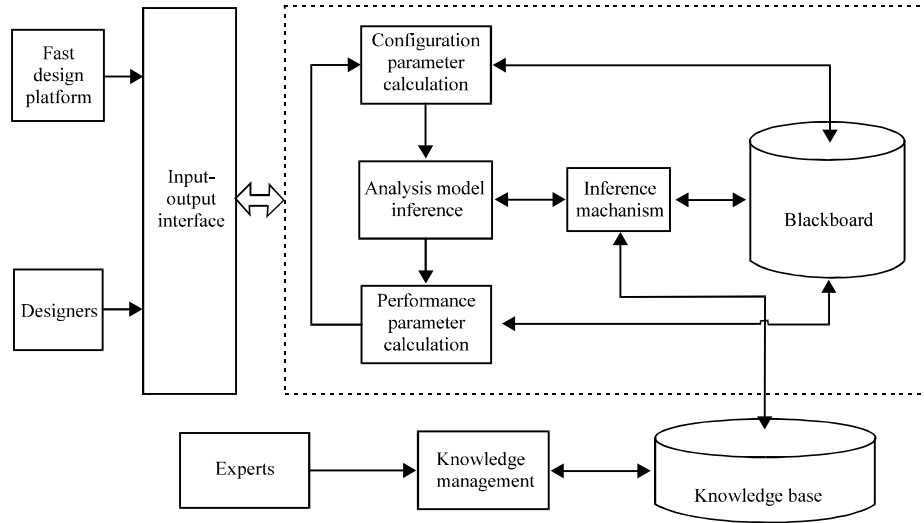 Fast
design
platform
Designers
Input-
output
interface
Configuration
parameter
calculation
Analysis model
inference
Performance
parameter
calculation
Inference
machanism
Blackboard
Experts
Knowledge
management
Knowledge base